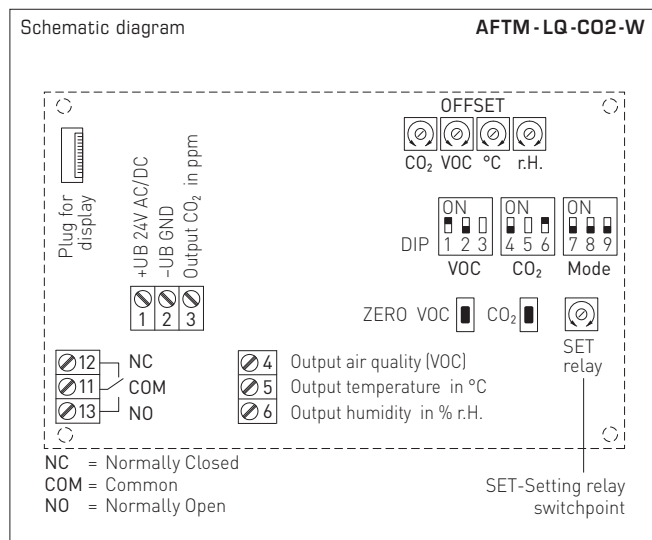 Schematic diagram
AFTM-LQ-CO2-W
OFFSET
CO₂ VOC °C r.H.
Plug for
display
+UB 24V AC/DC
–UB GND
Output CO₂ in ppm
1 2 3
ON ON ON
DIP 1 2 3 4 5 6 7 8 9
VOC CO₂ Mode
ZERO VOC CO₂
SET
relay
12 NC
11 COM
13 NO
4 Output air quality (VOC)
5 Output temperature in °C
6 Output humidity in % r.H.
NC = Normally Closed
COM = Common
NO = Normally Open
SET-Setting relay
switchpoint